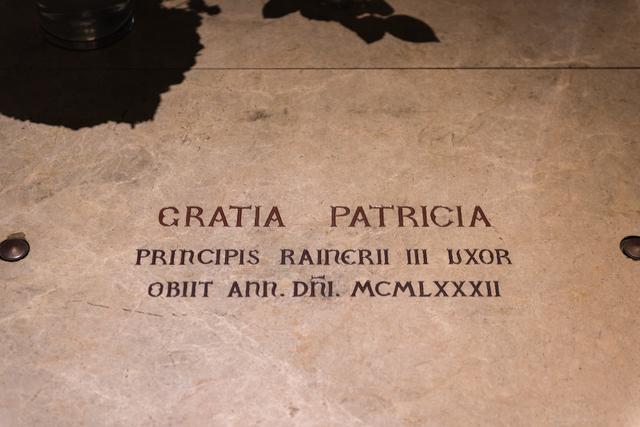 GRATIA PATRICIA
PRINCIPIS RAINERII III UXOR
OBIIT ANN. DÑI. MCMLXXXII